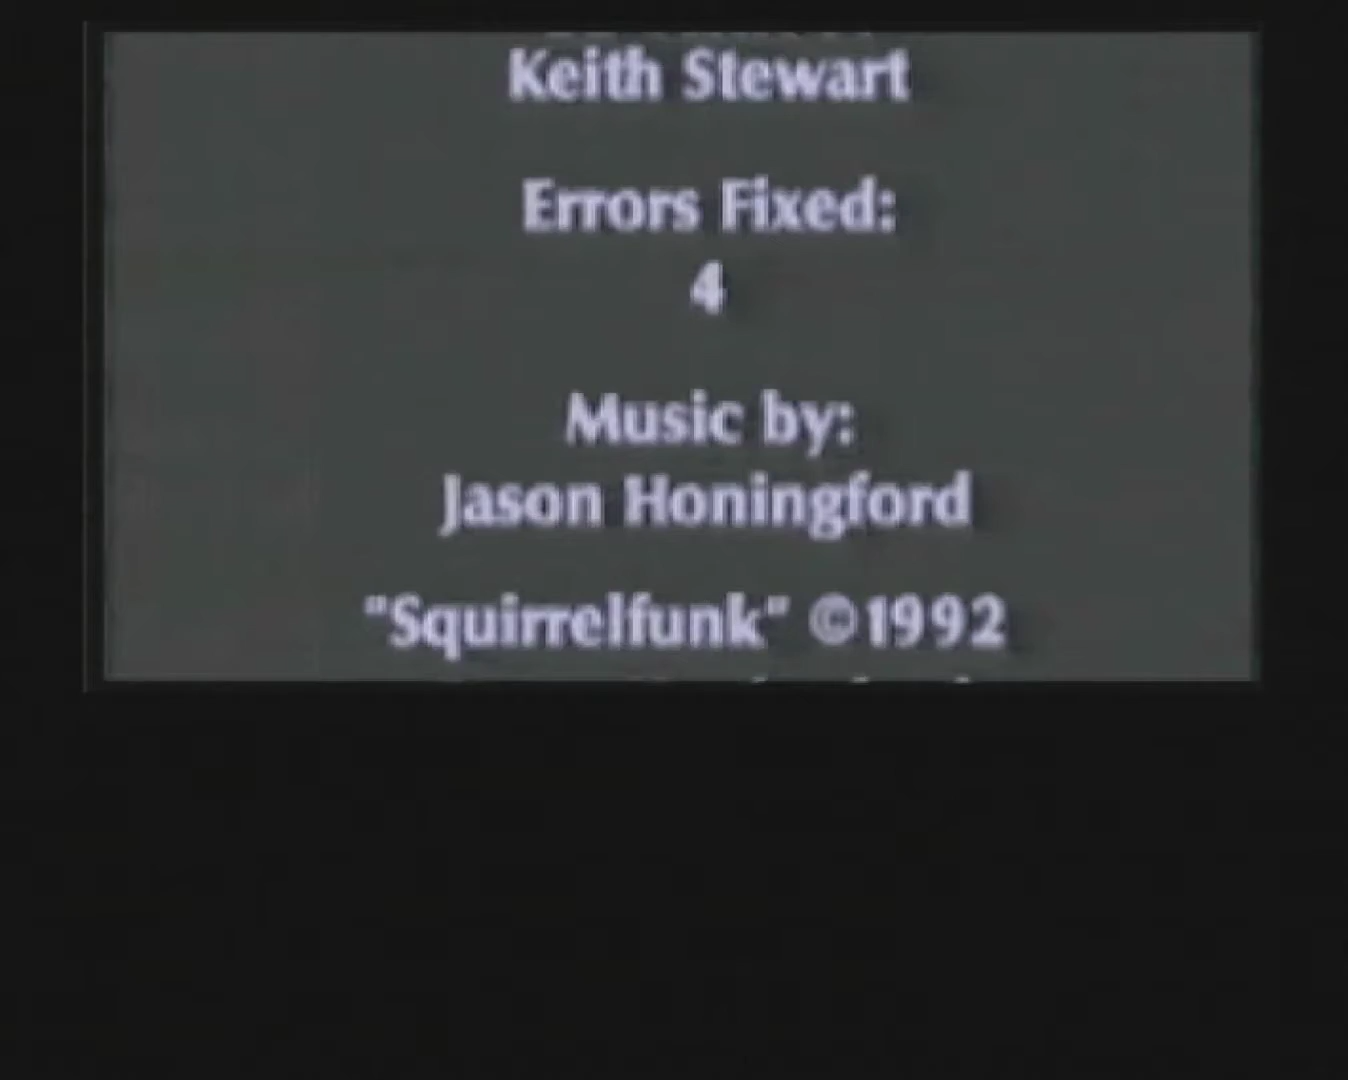 Keith Stewart
Errors Fixed:
4
Music by:
Jason Honingford
"Squirrelfunk" ©1992